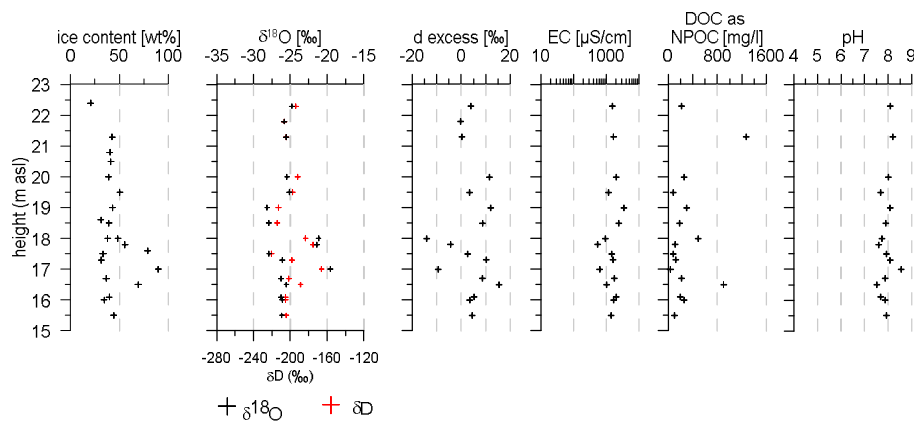 DOC as
ice content [wt%] δ18O [‰] d excess [‰] EC [µS/cm] NPOC [mg/l] pH
0 50 100 -35 -30 -25 -20 -15 -20 0 20 10 1000 0 800 1600 4 5 6 7 8 9
23
22
21
20
19
18
17
16
15
height (m asl)
-280 -240 -200 -160 -120
δD (‰)
δ18O δD